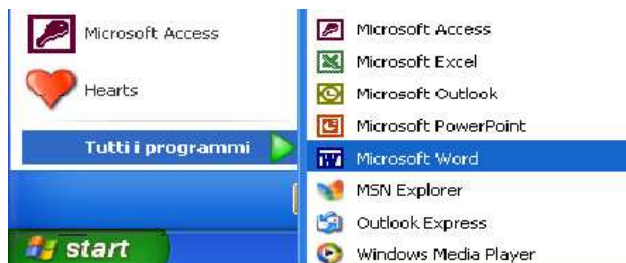 Microsoft Access
Hearts
Tutti i programmi
start
Microsoft Access
Microsoft Excel
Microsoft Outlook
Microsoft PowerPoint
Microsoft Word
MSN Explorer
Outlook Express
Windows Media Player